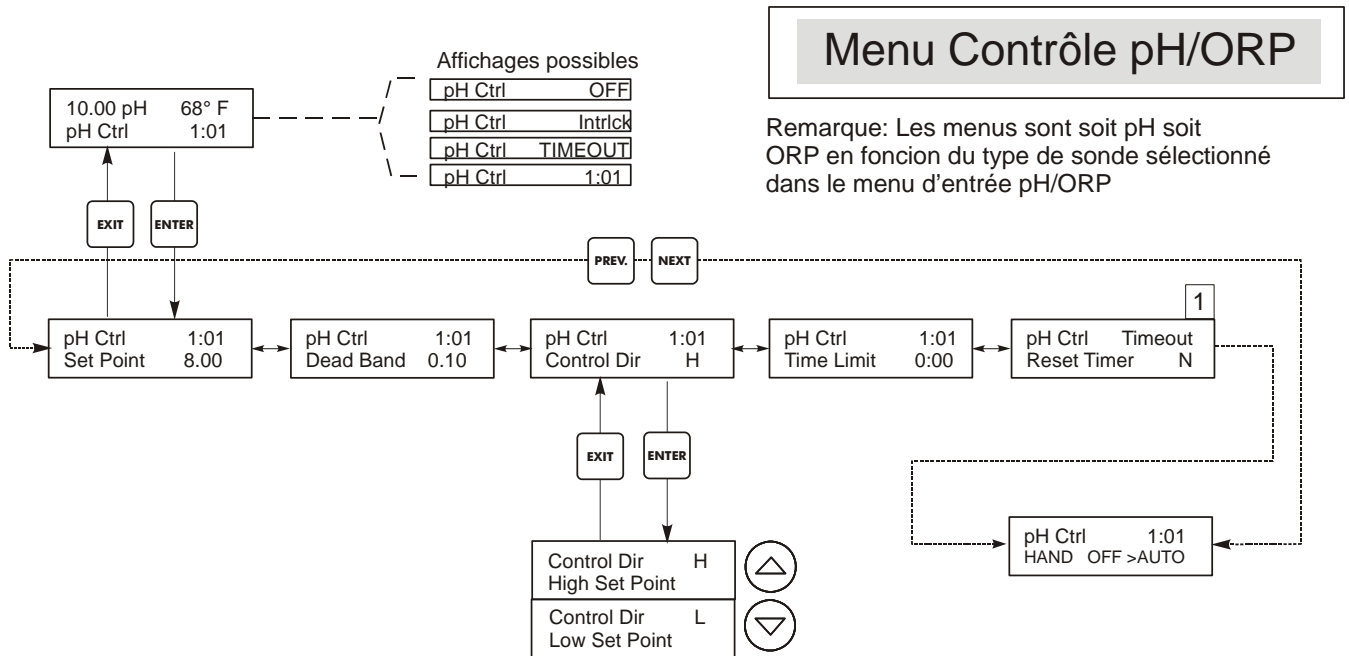 Menu Contrôle pH/ORP
Remarque: Les menus sont soit pH soit
ORP en foncion du type de sonde sélectionné
dans le menu d'entrée pH/ORP
Affichages possibles
pH Ctrl OFF
pH Ctrl Intrlck
pH Ctrl TIMEOUT
pH Ctrl 1:01
10.00 pH 68° F
pH Ctrl 1:01
EXIT
ENTER
PREV.
NEXT
pH Ctrl 1:01
Set Point 8.00
pH Ctrl 1:01
Dead Band 0.10
pH Ctrl 1:01
Control Dir H
pH Ctrl 1:01
Time Limit 0:00
1
pH Ctrl Timeout
Reset Timer N
EXIT
ENTER
Control Dir H
High Set Point
Control Dir L
Low Set Point
pH Ctrl 1:01
HAND OFF >AUTO